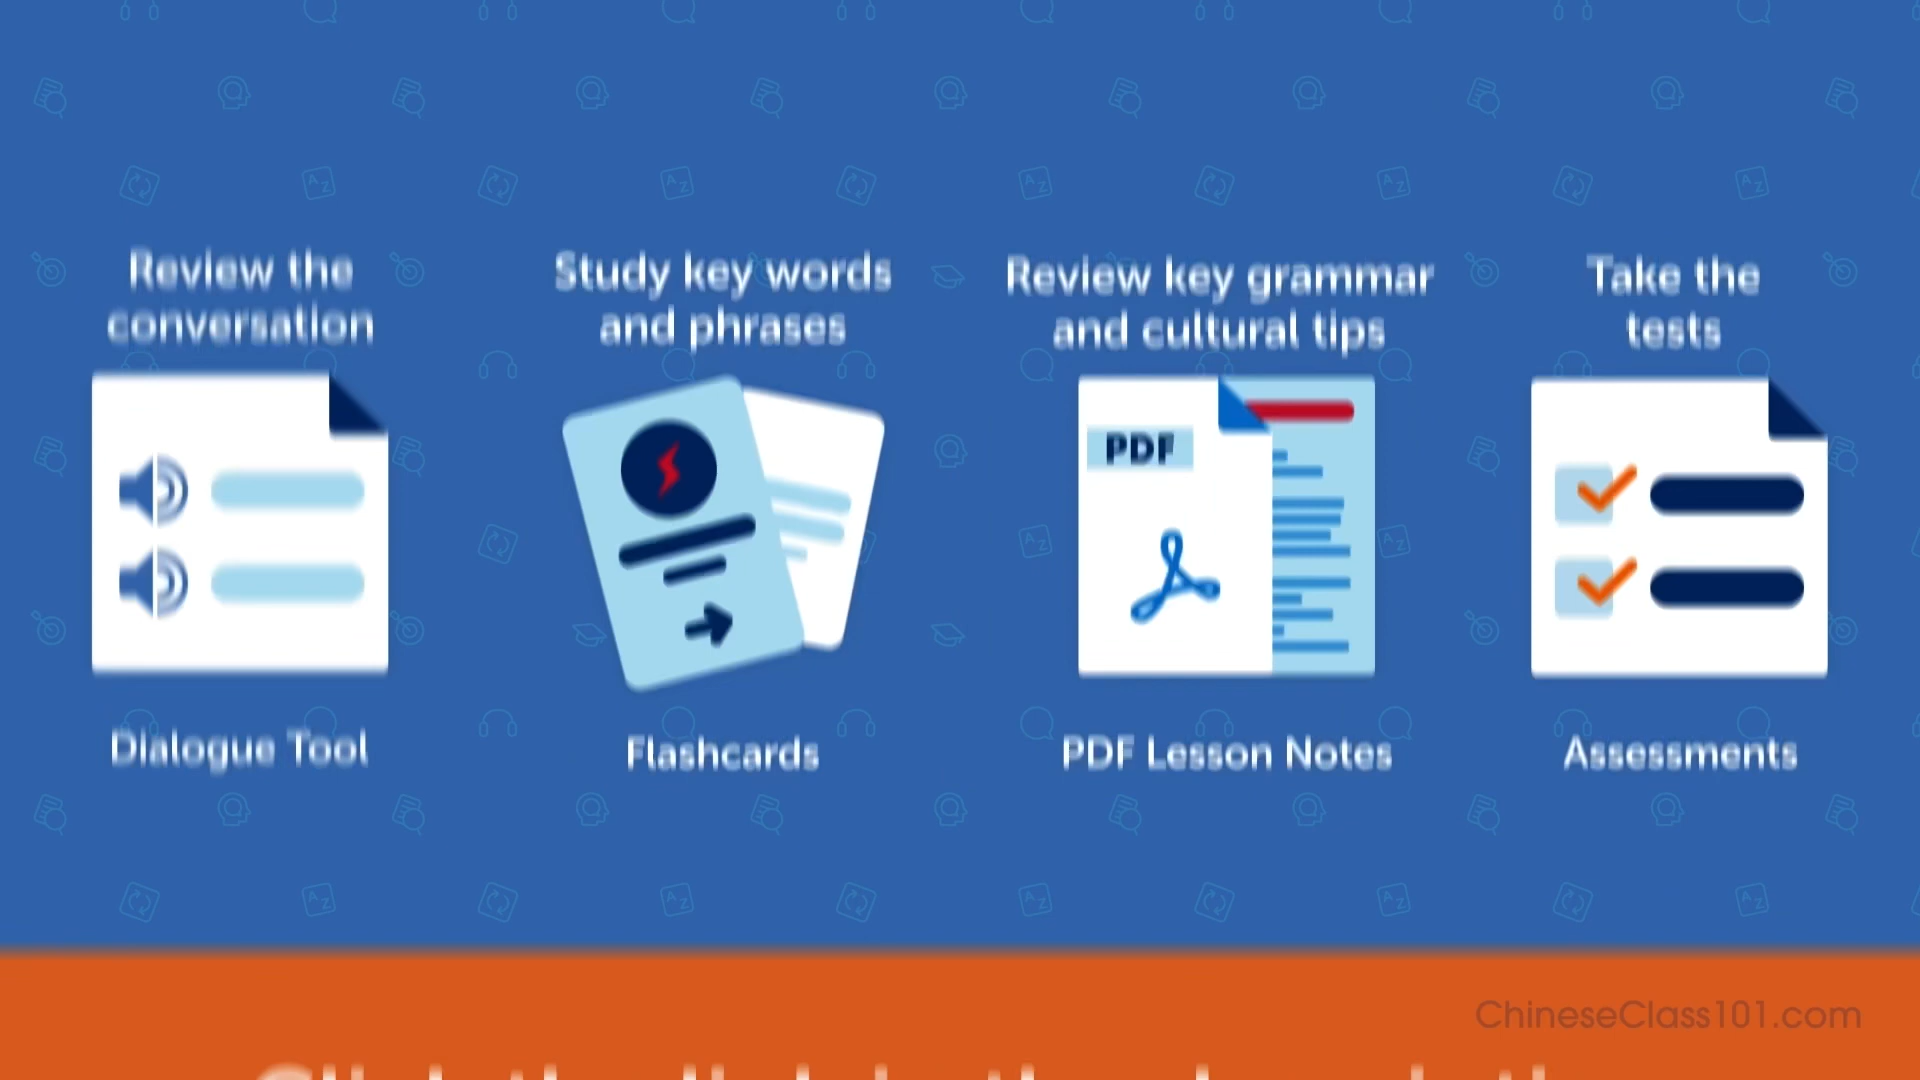 Review the
conversation
Study key words
and phrases
Review key grammar
and cultural tips
Take the
tests
PDF
Dialogue Tool
Flashcards
PDF Lesson Notes
Assessments
ChineseClass101.com